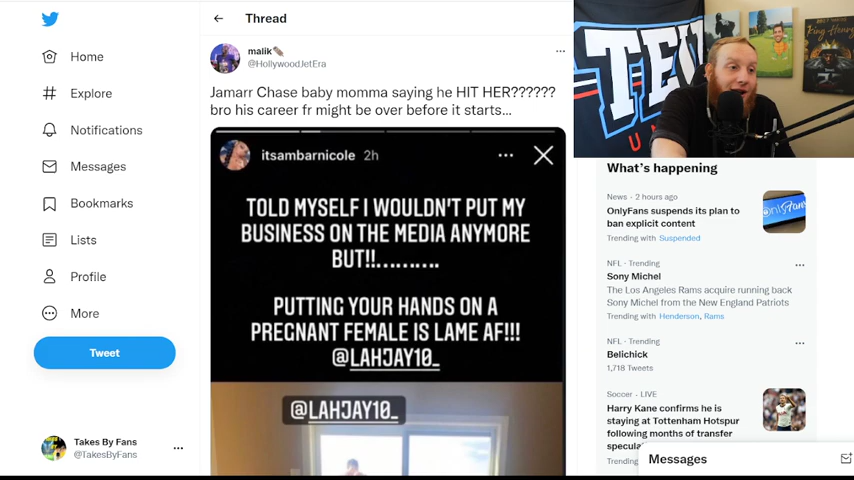 Thread
Home
Explore
Notifications
Messages
Bookmarks
Lists
Profile
More
Tweet
Takes By Fans
@TakesByFans
malik
@HollywoodJetEra
Jamarr Chase baby momma saying he HIT HER??????
bro his career fr might be over before it starts...
itsambarnicole 2h
TOLD MYSELF I WOULDN'T PUT MY
BUSINESS ON THE MEDIA ANYMORE
BUT!!..........
PUTTING YOUR HANDS ON A
PREGNANT FEMALE IS LAME AF!!!
@LAHJAY10_
@LAHJAY10_
KING HENRY
What's happening
News · 2 hours ago
OnlyFans suspends its plan to
ban explicit content
Trending with Suspended
OnlyFans
NFL · Trending
Sony Michel
The Los Angeles Rams acquire running back
Sony Michel from the New England Patriots
Trending with Henderson, Rams
NFL · Trending
Belichick
1,718 Tweets
Soccer · LIVE
Harry Kane confirms he is
staying at Tottenham Hotspur
following months of transfer
specula
Trending
Messages